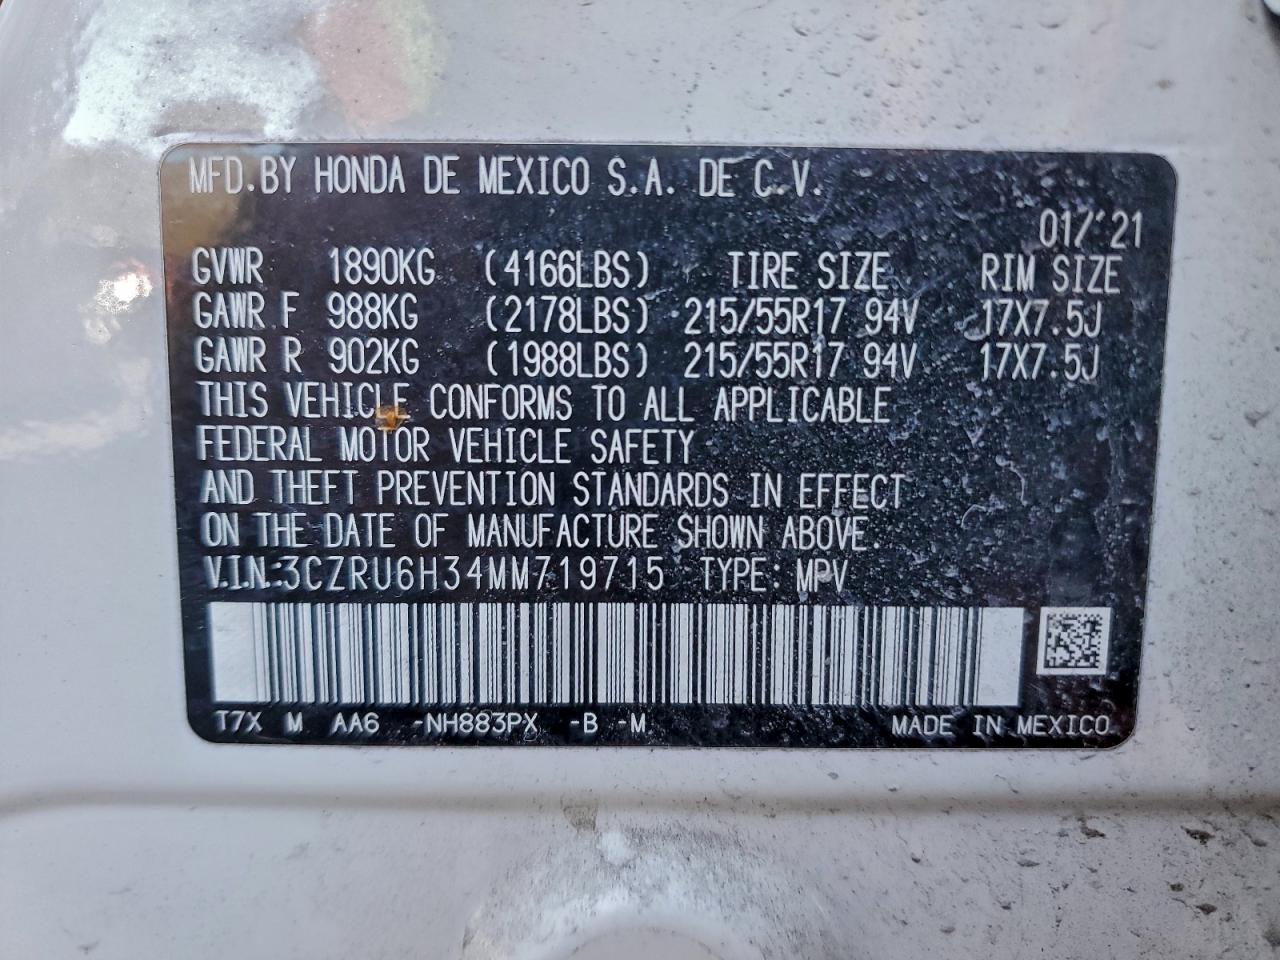 MFD.BY HONDA DE MEXICO S.A. DE C.V.
01/'21
GVWR 1890KG (4166LBS) TIRE SIZE RIM SIZE
GAWR F 988KG (2178LBS) 215/55R17 94V 17X7.5J
GAWR R 902KG (1988LBS) 215/55R17 94V 17X7.5J
THIS VEHICLE CONFORMS TO ALL APPLICABLE
FEDERAL MOTOR VEHICLE SAFETY
AND THEFT PREVENTION STANDARDS IN EFFECT
ON THE DATE OF MANUFACTURE SHOWN ABOVE.
V.I.N.:3CZRU6H34MM719715 TYPE: MPV
T7X M AA6 -NH883PX -B -M MADE IN MEXICO